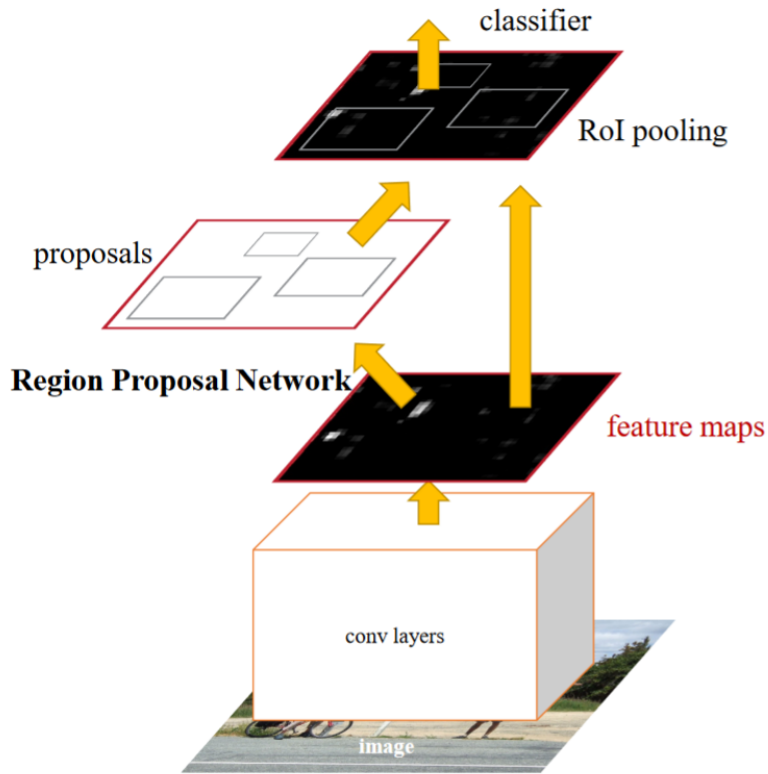 classifier
RoI pooling
proposals
Region Proposal Network
feature maps
conv layers
image